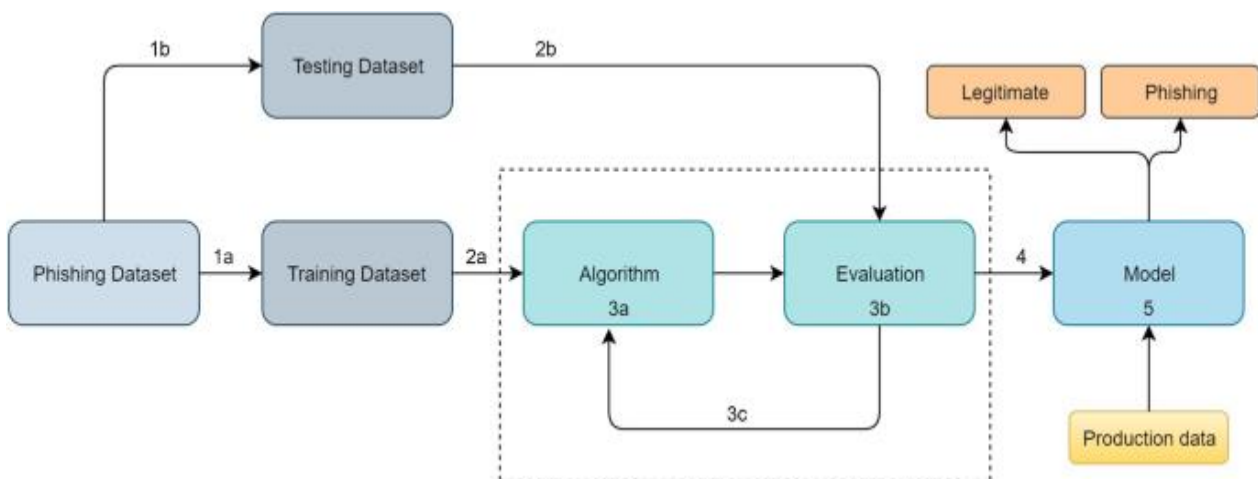 1b
Testing Dataset
2b
Legitimate
Phishing
Phishing Dataset
1a
Training Dataset
2a
Algorithm
3a
Evaluation
3b
4
Model
5
3c
Production data